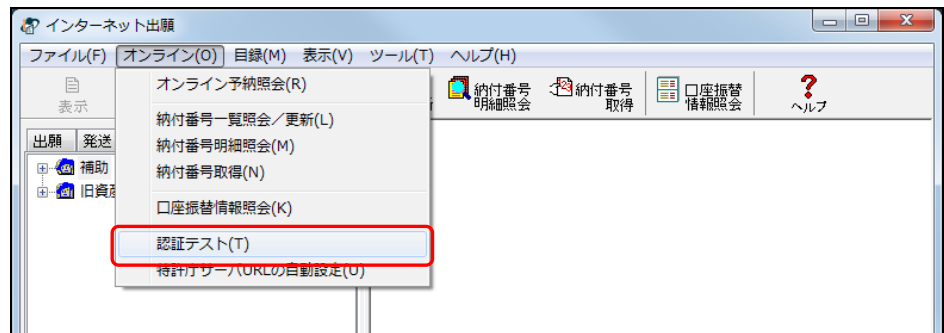 インターネット出願
ファイル(F) オンライン(O) 目録(M) 表示(V) ツール(T) ヘルプ(H)
表示
オンライン予納照会(R)
納付番号一覧照会／更新(L)
納付番号明細照会(M)
納付番号取得(N)
口座振替情報照会(K)
認証テスト(T)
特許庁サーバURLの自動設定(U)
納付番号
明細照会
納付番号
取得
口座振替
情報照会
ヘルプ
出願 発送
補助
旧資産